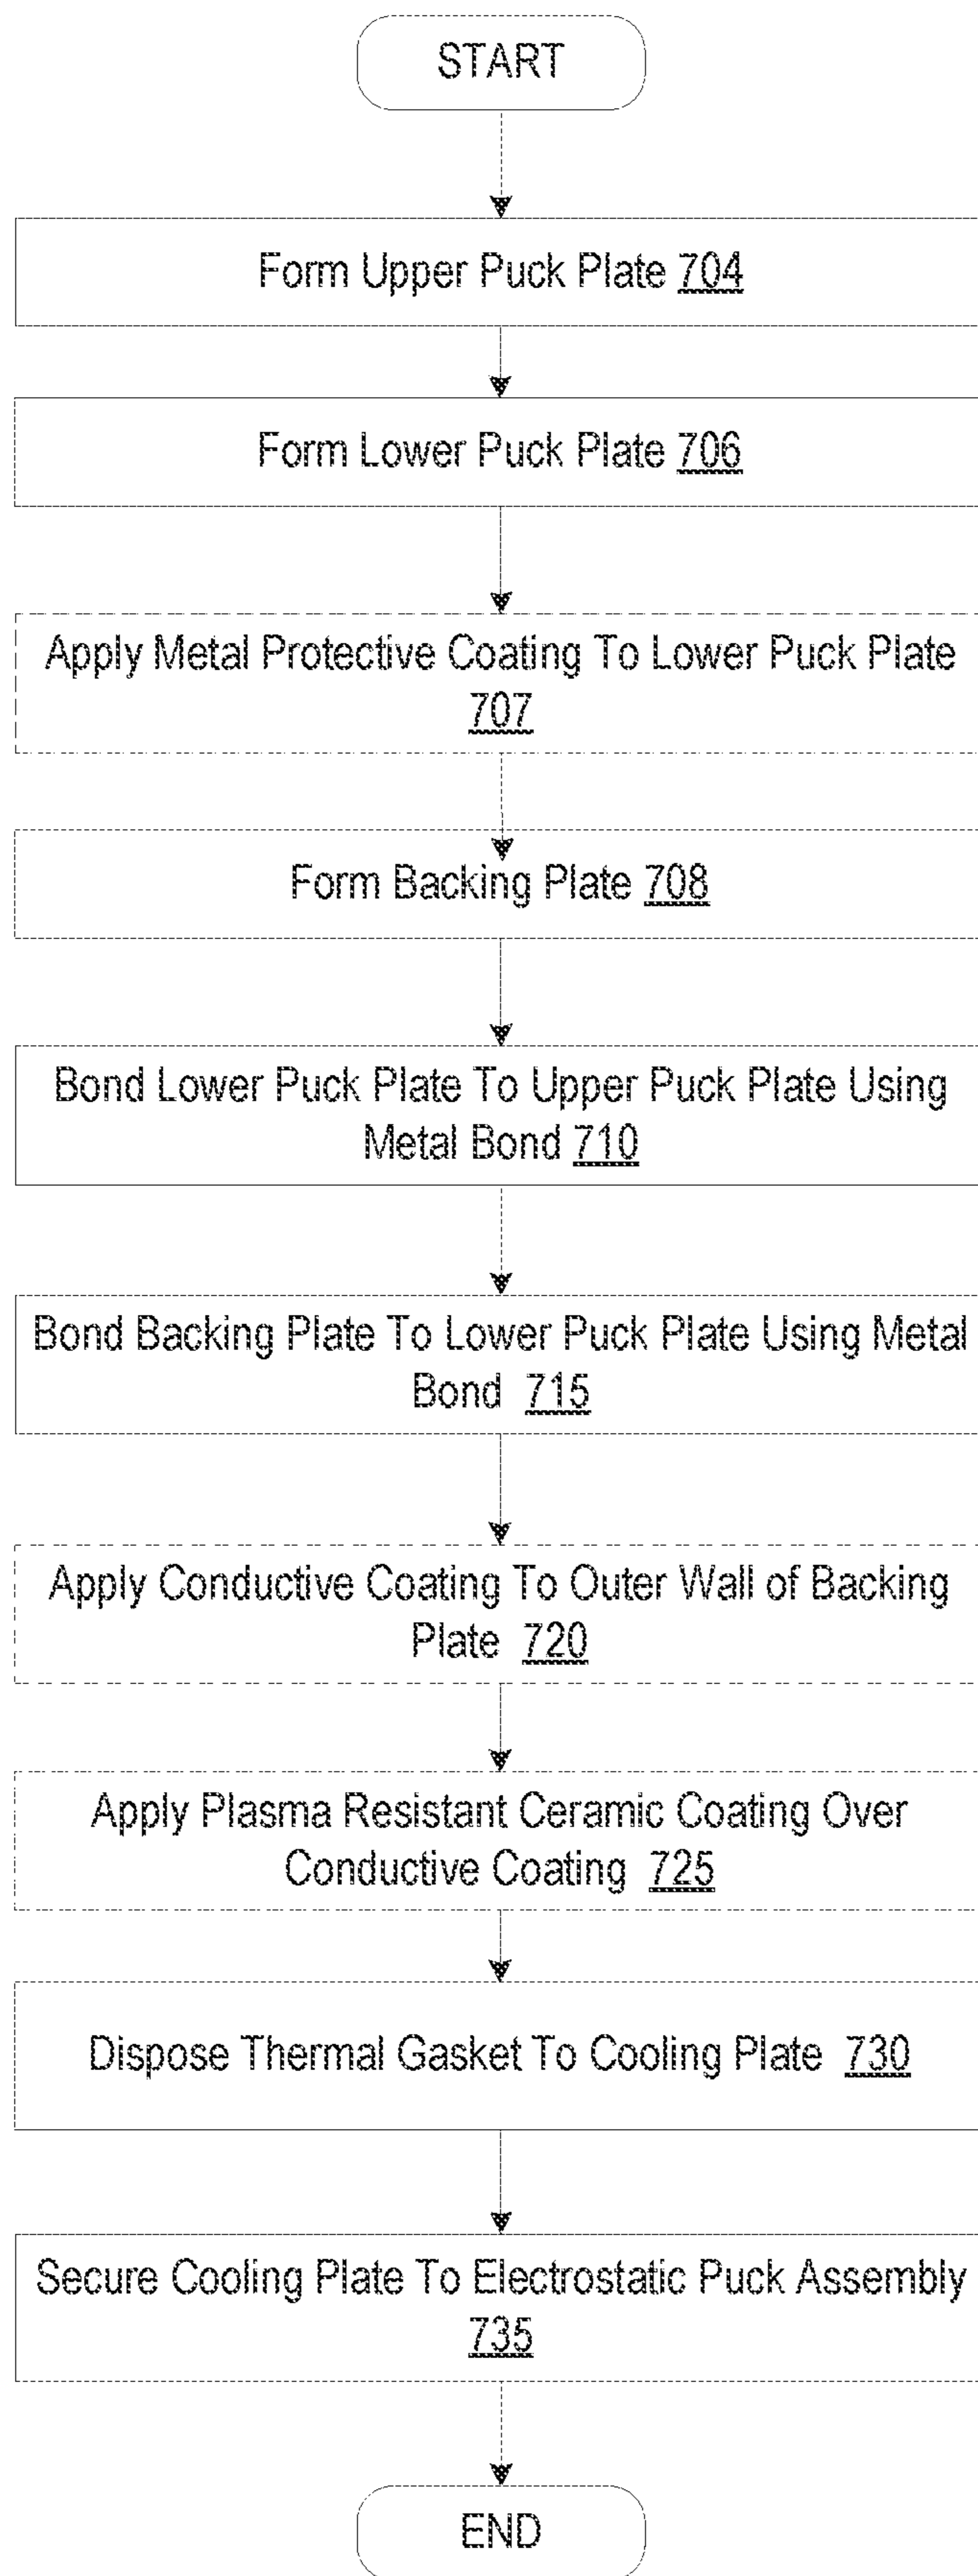 START
Form Upper Puck Plate 704
Form Lower Puck Plate 706
Apply Metal Protective Coating To Lower Puck Plate
707
Form Backing Plate 708
Bond Lower Puck Plate To Upper Puck Plate Using
Metal Bond 710
Bond Backing Plate To Lower Puck Plate Using Metal
Bond 715
Apply Conductive Coating To Outer Wall of Backing
Plate 720
Apply Plasma Resistant Ceramic Coating Over
Conductive Coating 725
Dispose Thermal Gasket To Cooling Plate 730
Secure Cooling Plate To Electrostatic Puck Assembly
735
END